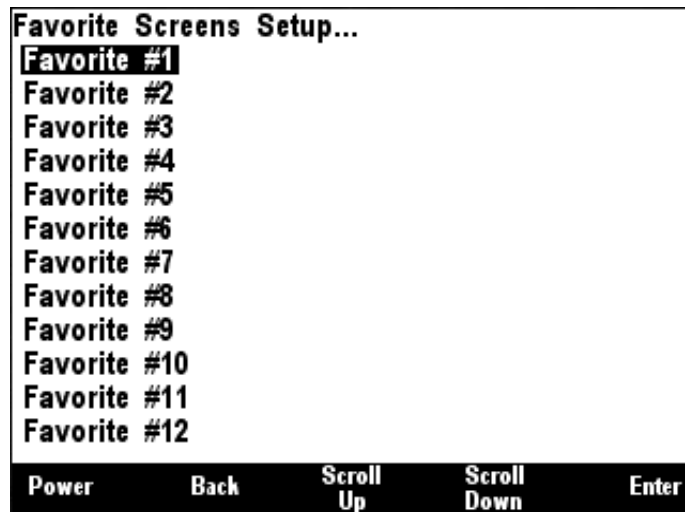 Favorite Screens Setup...
Favorite #1
Favorite #2
Favorite #3
Favorite #4
Favorite #5
Favorite #6
Favorite #7
Favorite #8
Favorite #9
Favorite #10
Favorite #11
Favorite #12
Power Back Scroll Up Scroll Down Enter